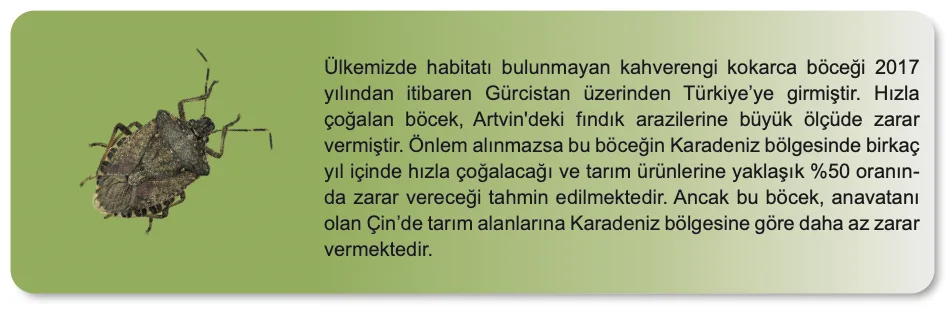 Ülkemizde habitatı bulunmayan kahverengi kokarca böceği 2017
yılından itibaren Gürcistan üzerinden Türkiye’ye girmiştir. Hızla
çoğalan böcek, Artvin'deki fındık arazilerine büyük ölçüde zarar
vermiştir. Önlem alınmazsa bu böceğin Karadeniz bölgesinde birkaç
yıl içinde hızla çoğalacağı ve tarım ürünlerine yaklaşık %50 oranın-
da zarar vereceği tahmin edilmektedir. Ancak bu böcek, anavatanı
olan Çin’de tarım alanlarına Karadeniz bölgesine göre daha az zarar
vermektedir.